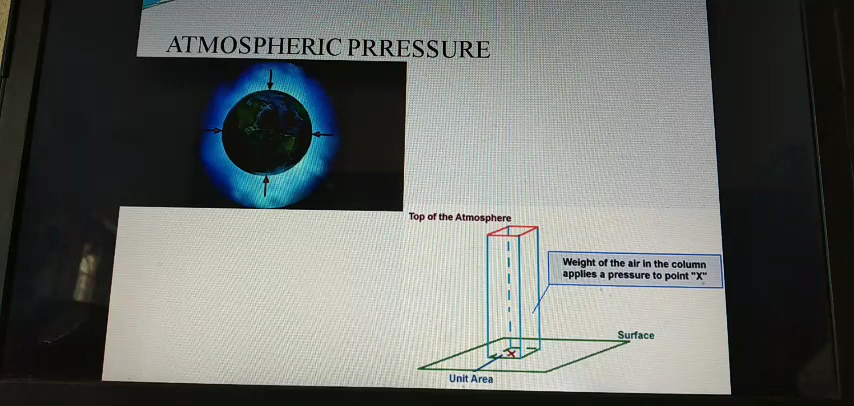 ATMOSPHERIC PRRESSURE
Top of the Atmosphere
Weight of the air in the column
applies a pressure to point "X"
Surface
X
Unit Area